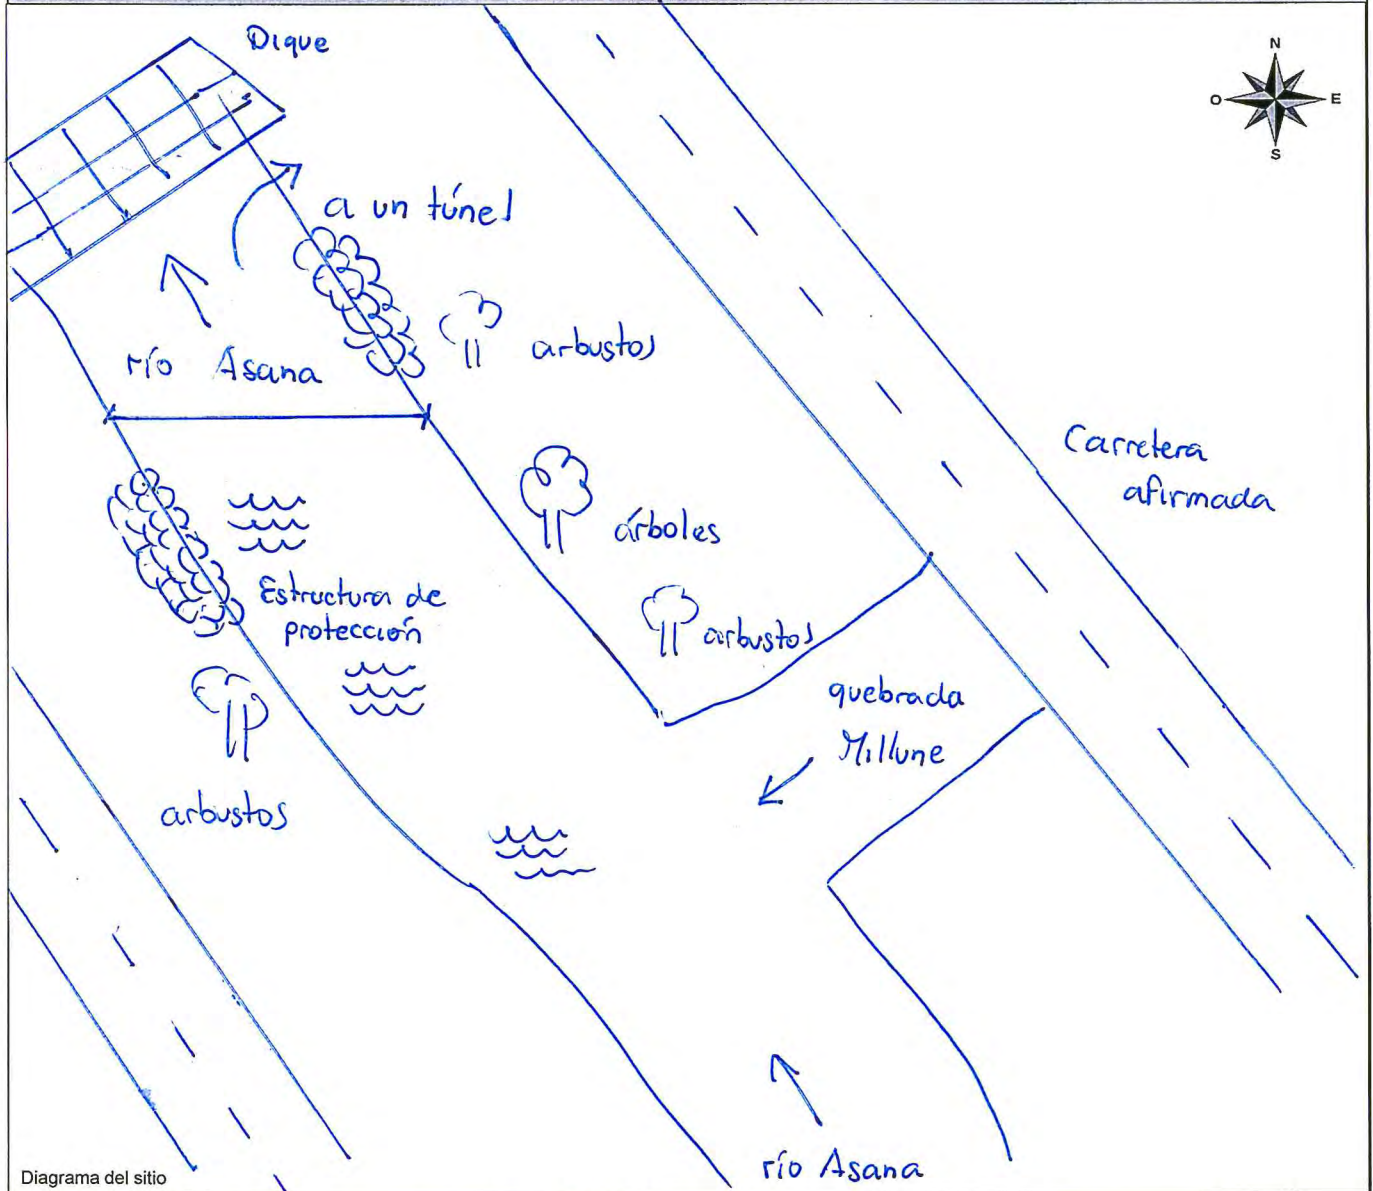 Dique
N
O E
S
a un túnel
río Asana
arbustos
Carretera
afirmada
árboles
Estructura de
protección
arbustos
quebrada
Millune
arbustos
río Asana
Diagrama del sitio